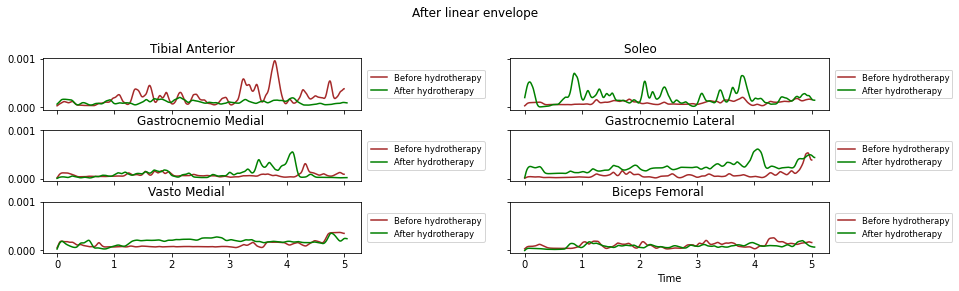 After linear envelope
Tibial Anterior
0.001
0.000
Before hydrotherapy
After hydrotherapy
Soleo
Before hydrotherapy
After hydrotherapy
Gastrocnemio Medial
0.001
0.000
Before hydrotherapy
After hydrotherapy
Gastrocnemio Lateral
Before hydrotherapy
After hydrotherapy
Vasto Medial
0.001
0.000
0 1 2 3 4 5
Before hydrotherapy
After hydrotherapy
Biceps Femoral
Before hydrotherapy
After hydrotherapy
0 1 2 3 4 5
Time